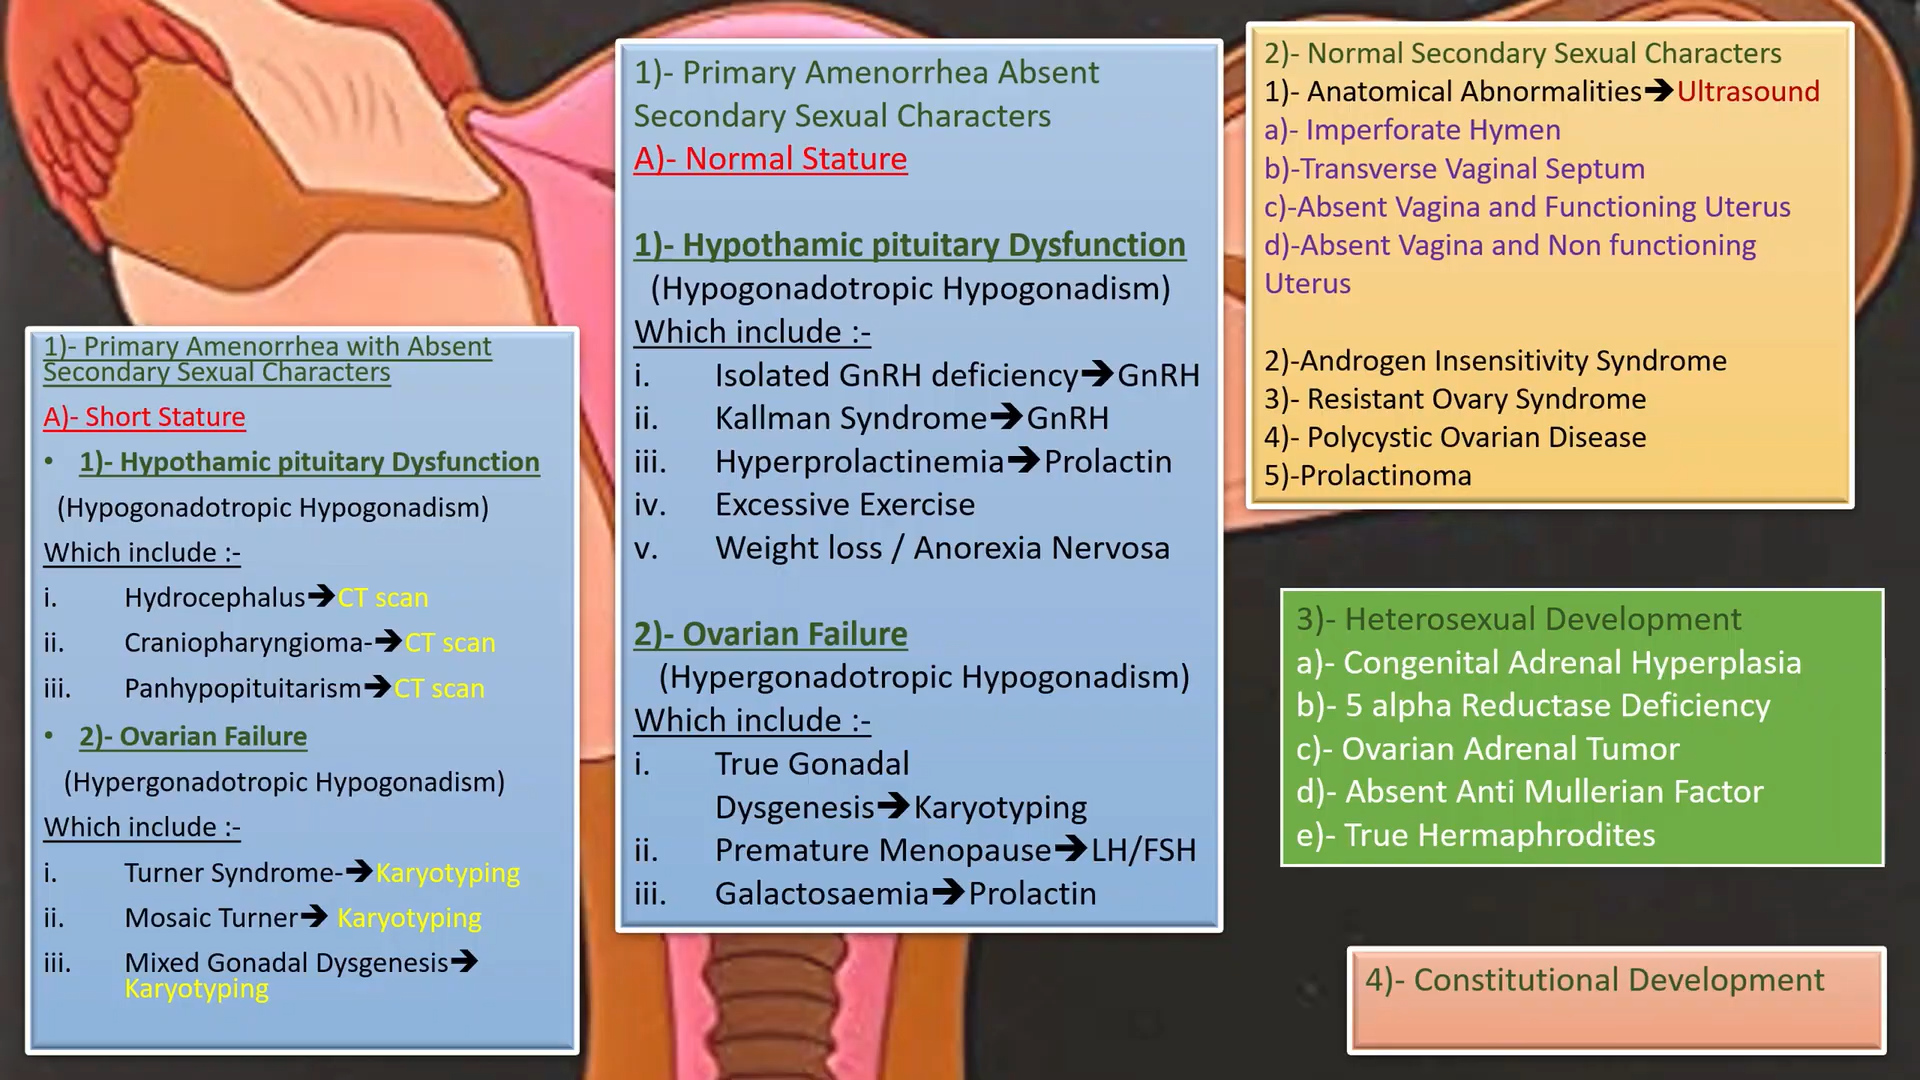 1)- Primary Amenorrhea with Absent
Secondary Sexual Characters
A)- Short Stature
• 1)- Hypothamic pituitary Dysfunction
(Hypogonadotropic Hypogonadism)
Which include :-
i. Hydrocephalus➔CT scan
ii. Craniopharyngioma-➔CT scan
iii. Panhypopituitarism➔CT scan
• 2)- Ovarian Failure
(Hypergonadotropic Hypogonadism)
Which include :-
i. Turner Syndrome-➔Karyotyping
ii. Mosaic Turner➔ Karyotyping
iii. Mixed Gonadal Dysgenesis➔
Karyotyping
1)- Primary Amenorrhea Absent
Secondary Sexual Characters
A)- Normal Stature
1)- Hypothamic pituitary Dysfunction
(Hypogonadotropic Hypogonadism)
Which include :-
i. Isolated GnRH deficiency➔GnRH
ii. Kallman Syndrome➔GnRH
iii. Hyperprolactinemia➔Prolactin
iv. Excessive Exercise
v. Weight loss / Anorexia Nervosa
2)- Ovarian Failure
(Hypergonadotropic Hypogonadism)
Which include :-
i. True Gonadal
Dysgenesis➔Karyotyping
ii. Premature Menopause➔LH/FSH
iii. Galactosaemia➔Prolactin
2)- Normal Secondary Sexual Characters
1)- Anatomical Abnormalities➔Ultrasound
a)- Imperforate Hymen
b)-Transverse Vaginal Septum
c)-Absent Vagina and Functioning Uterus
d)-Absent Vagina and Non functioning
Uterus
2)-Androgen Insensitivity Syndrome
3)- Resistant Ovary Syndrome
4)- Polycystic Ovarian Disease
5)-Prolactinoma
3)- Heterosexual Development
a)- Congenital Adrenal Hyperplasia
b)- 5 alpha Reductase Deficiency
c)- Ovarian Adrenal Tumor
d)- Absent Anti Mullerian Factor
e)- True Hermaphrodites
4)- Constitutional Development